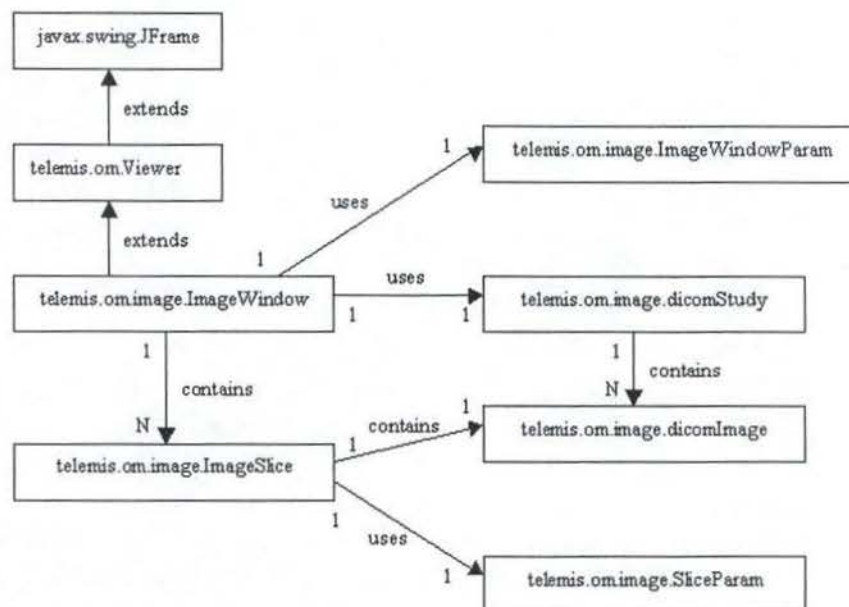 javax.swing.JFrame
extends
telemis.om.Viewer
telemis.om.image.ImageWindowParam
1
uses
extends
1
telemis.om.image.ImageWindow
uses
telemis.om.image.dicomStudy
1
1
1
1
contains
contains
N
N
1
contains
telemis.om.image.dicomImage
1
telemis.om.image.ImageSlice
1
uses
1
telemis.om.image.SliceParam